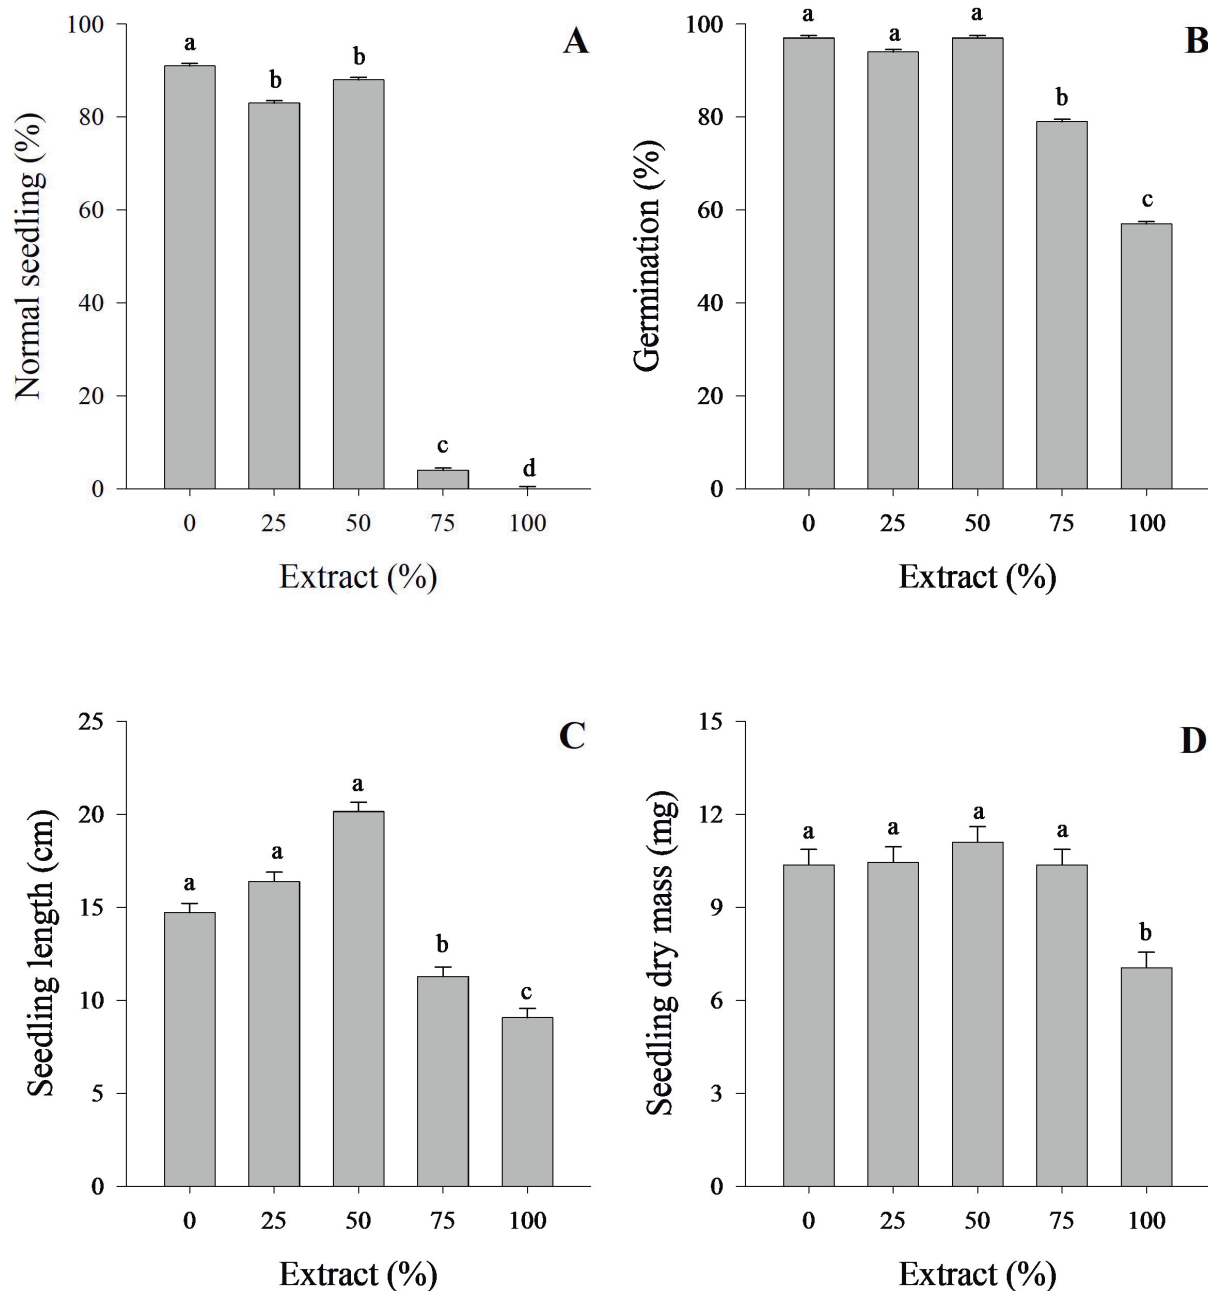 A
Normal seedling (%)
100
80
60
40
20
0
a
b
b
c
d
0 25 50 75 100
Extract (%)
B
Germination (%)
100
80
60
40
20
0
a
a
a
b
c
0 25 50 75 100
Extract (%)
C
Seedling length (cm)
25
20
15
10
5
0
a
a
a
b
c
0 25 50 75 100
Extract (%)
D
Seedling dry mass (mg)
15
12
9
6
3
0
a
a
a
a
b
0 25 50 75 100
Extract (%)